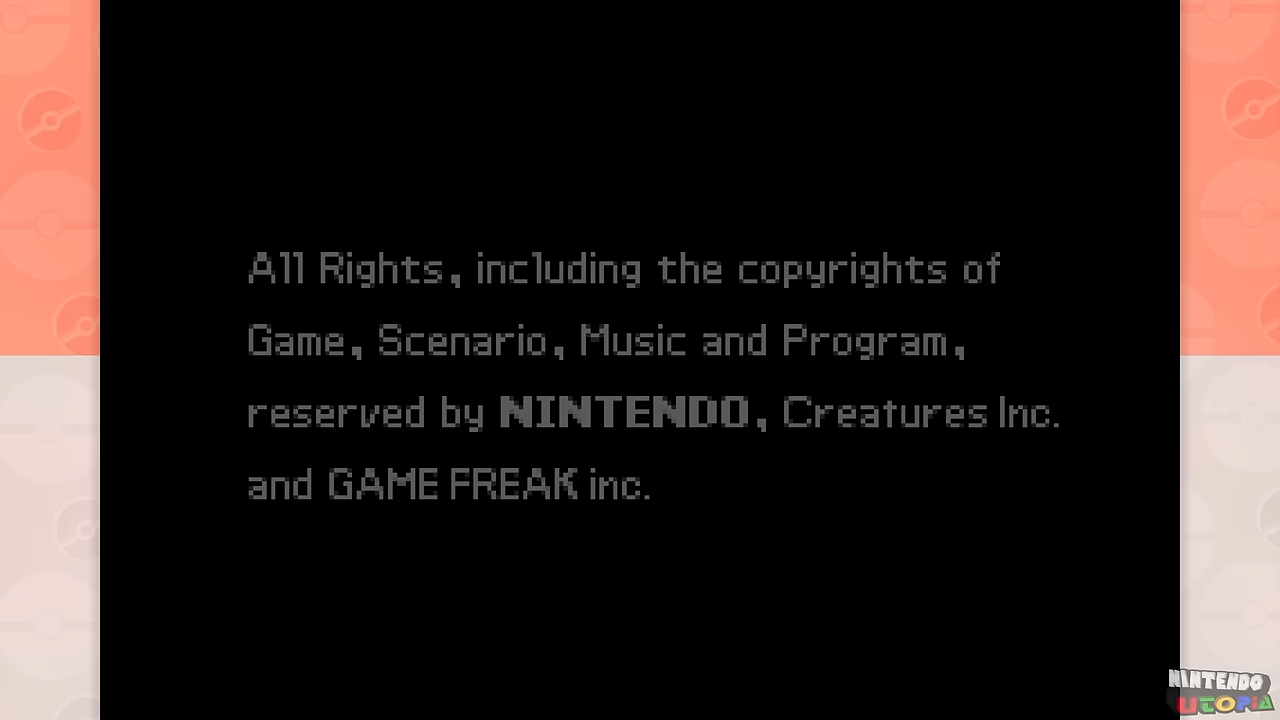 All Rights, including the copyrights of
Game, Scenario, Music and Program,
reserved by NINTENDO, Creatures Inc.
and GAME FREAK inc.
NINTENDO
UTOPIA